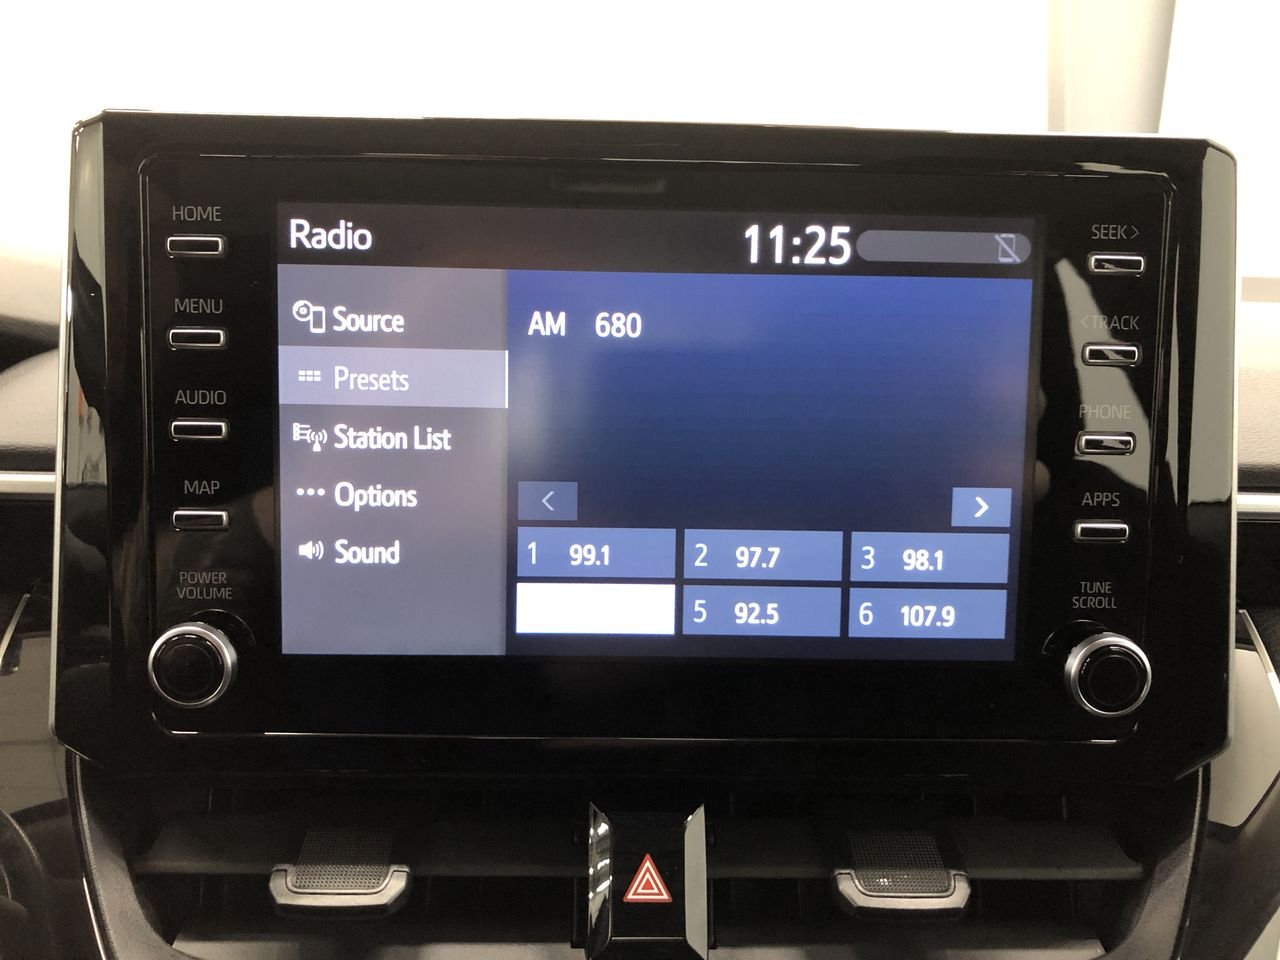 HOME
MENU
AUDIO
MAP
POWER
VOLUME
Radio
11:25
Source
Presets
Station List
Options
Sound
AM 680
<
>
1 99.1
2 97.7
3 98.1
5 92.5
6 107.9
SEEK >
< TRACK
PHONE
APPS
TUNE
SCROLL